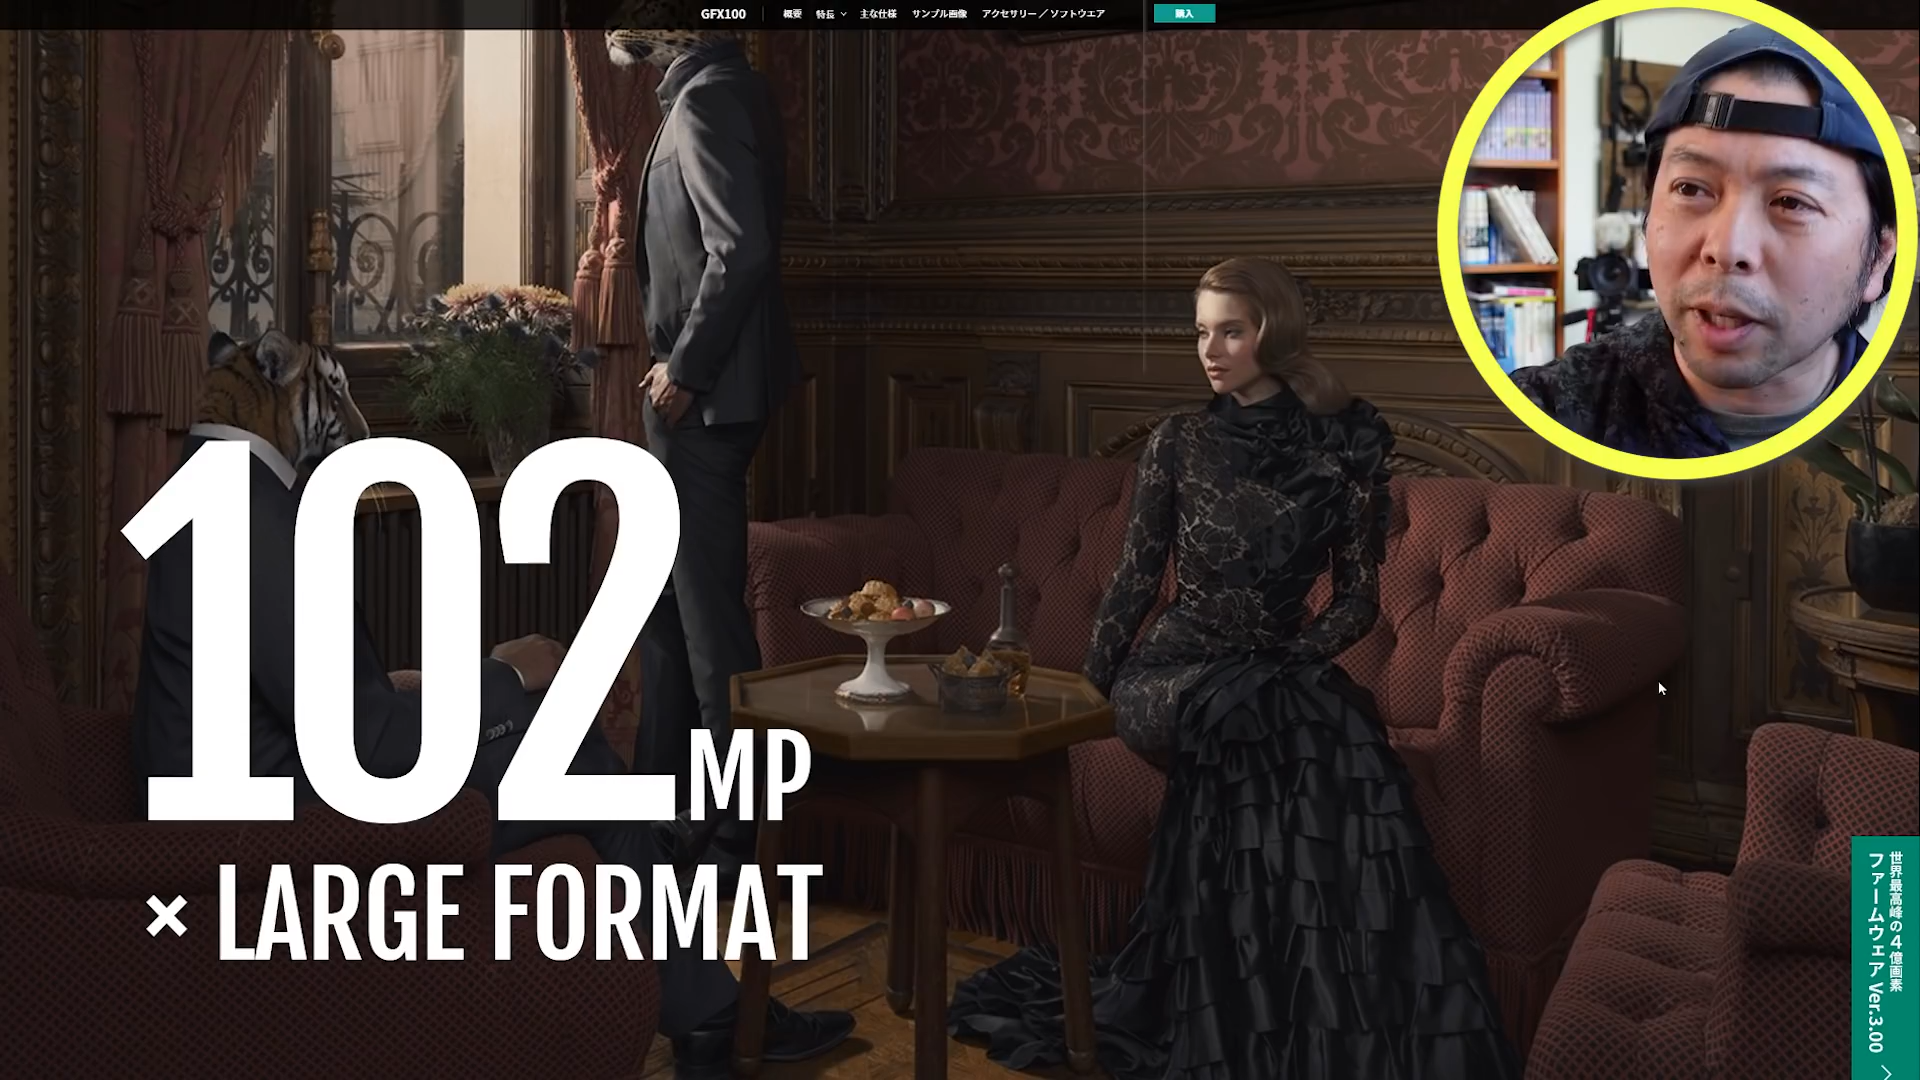 GFX100
概要
特長
主な仕様
サンプル画像
アクセサリー／ソフトウエア
購入
102MP
× LARGE FORMAT
世界最高峰の4億画素
ファームウェア Ver.3.00